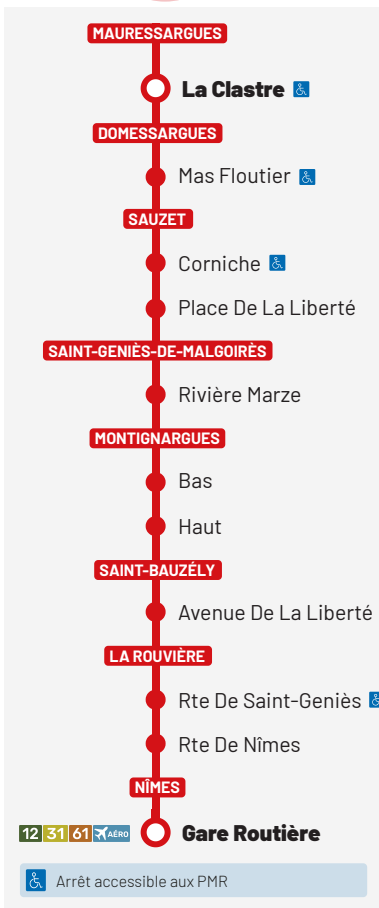 MAURESSARGUES
La Clastre
DOMESSARGUES
Mas Floutier
SAUZET
Corniche
Place De La Liberté
SAINT-GENIÈS-DE-MALGOIRÈS
Rivière Marze
MONTIGNARGUES
Bas
Haut
SAINT-BAUZÉLY
Avenue De La Liberté
LA ROUVIÈRE
Rte De Saint-Geniès
Rte De Nîmes
NÎMES
12 31 61 AÉRO Gare Routière
Arrêt accessible aux PMR